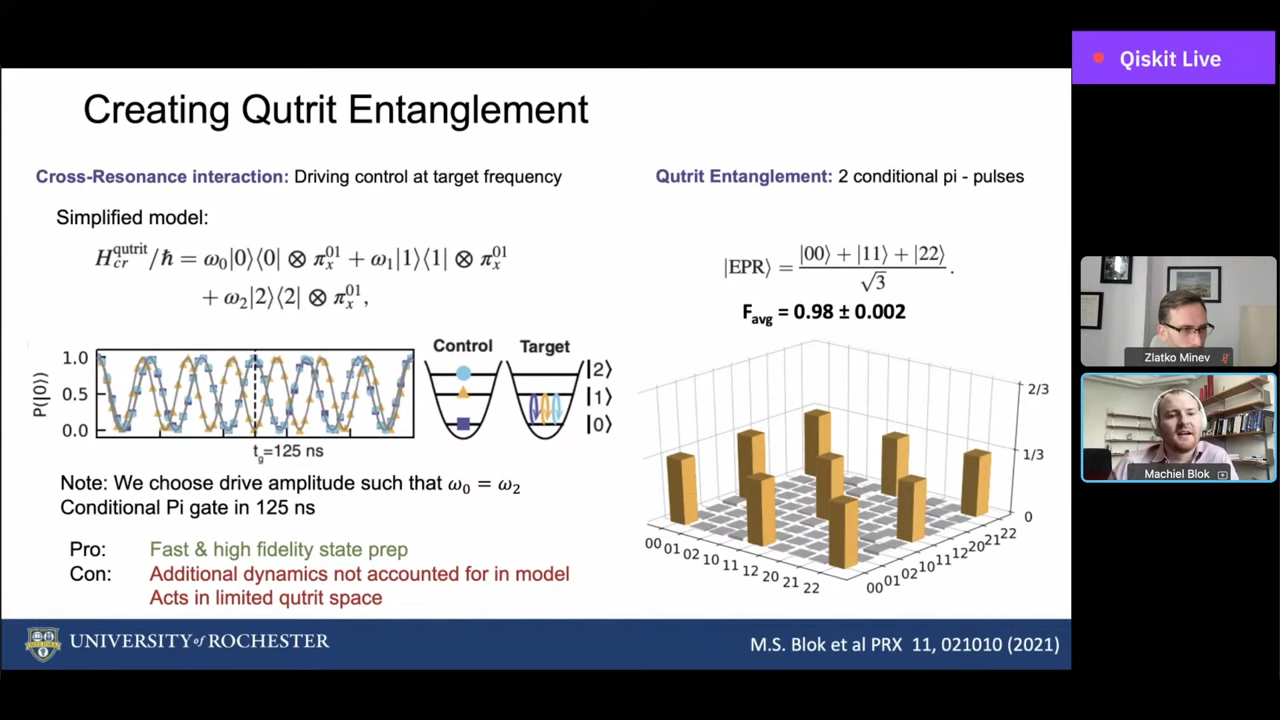 Qiskit Live
Creating Qutrit Entanglement
Cross-Resonance interaction: Driving control at target frequency
Simplified model:
H_cr^qutrit/ħ = ω₀|0⟩⟨0| ⊗ π_x^01 + ω₁|1⟩⟨1| ⊗ π_x^01
+ ω₂|2⟩⟨2| ⊗ π_x^01,
P(|0⟩)
1.0
0.5
0.0
t_g=125 ns
Control Target
|2⟩
|1⟩
|0⟩
Note: We choose drive amplitude such that ω₀ = ω₂
Conditional Pi gate in 125 ns
Pro: Fast & high fidelity state prep
Con: Additional dynamics not accounted for in model
Acts in limited qutrit space
Qutrit Entanglement: 2 conditional pi - pulses
|EPR⟩ = (|00⟩ + |11⟩ + |22⟩)/√3 .
F_avg = 0.98 ± 0.002
2/3
1/3
0
00 01 02 10 11 12 20 21 22
00 01 02 10 11 12 20 21 22
Zlatko Minev
Machiel Blok
UNIVERSITY of ROCHESTER
M.S. Blok et al PRX 11, 021010 (2021)